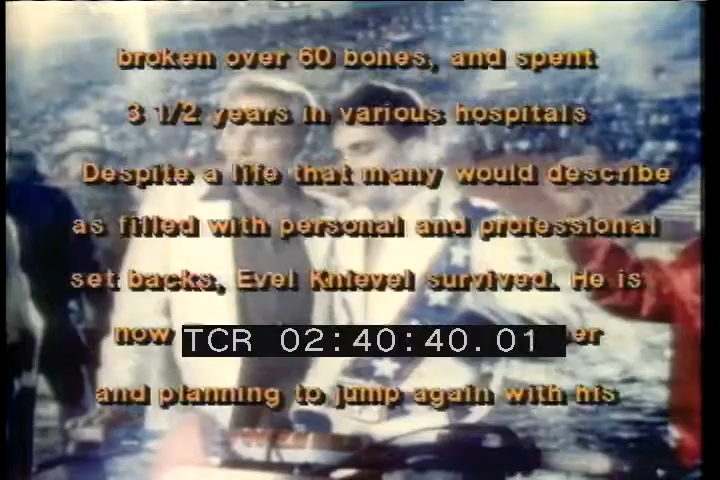 broken over 60 bones, and spent
3 1/2 years in various hospitals
Despite a life that many would describe
as filled with personal and professional
set backs, Evel Knievel survived. He is
now TCR 02:40:40.01 er
and planning to jump again with his